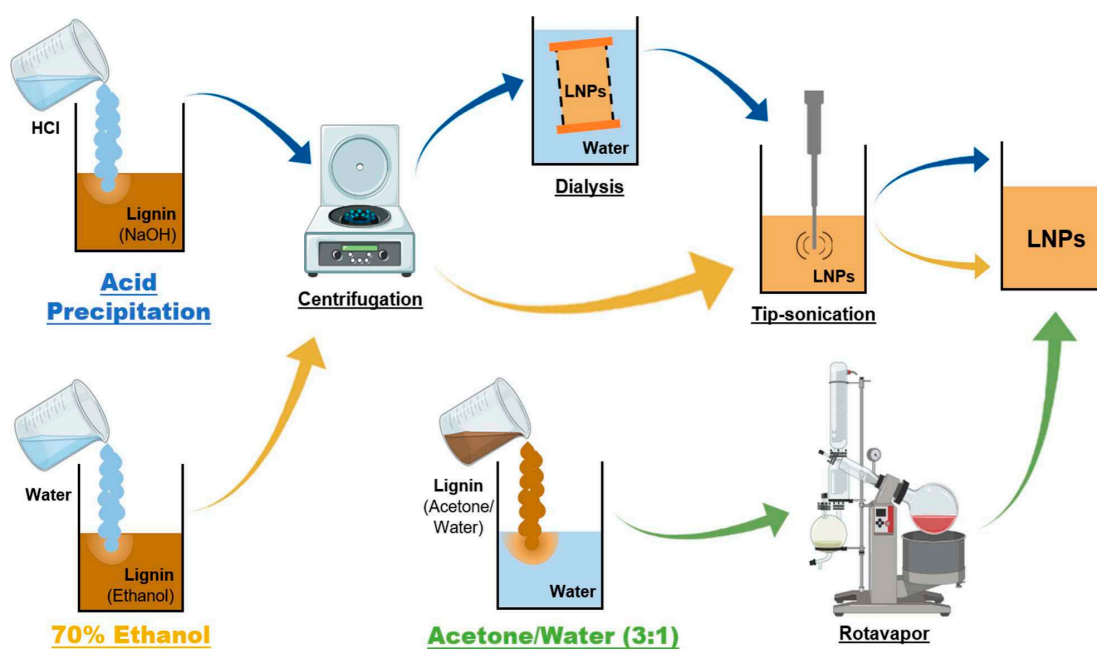 HCl
Lignin
(NaOH)
Acid
Precipitation
Centrifugation
LNPs
Water
Dialysis
LNPs
Tip-sonication
LNPs
Water
Lignin
(Ethanol)
70% Ethanol
Lignin
(Acetone/
Water)
Water
Acetone/Water (3:1)
Rotavapor